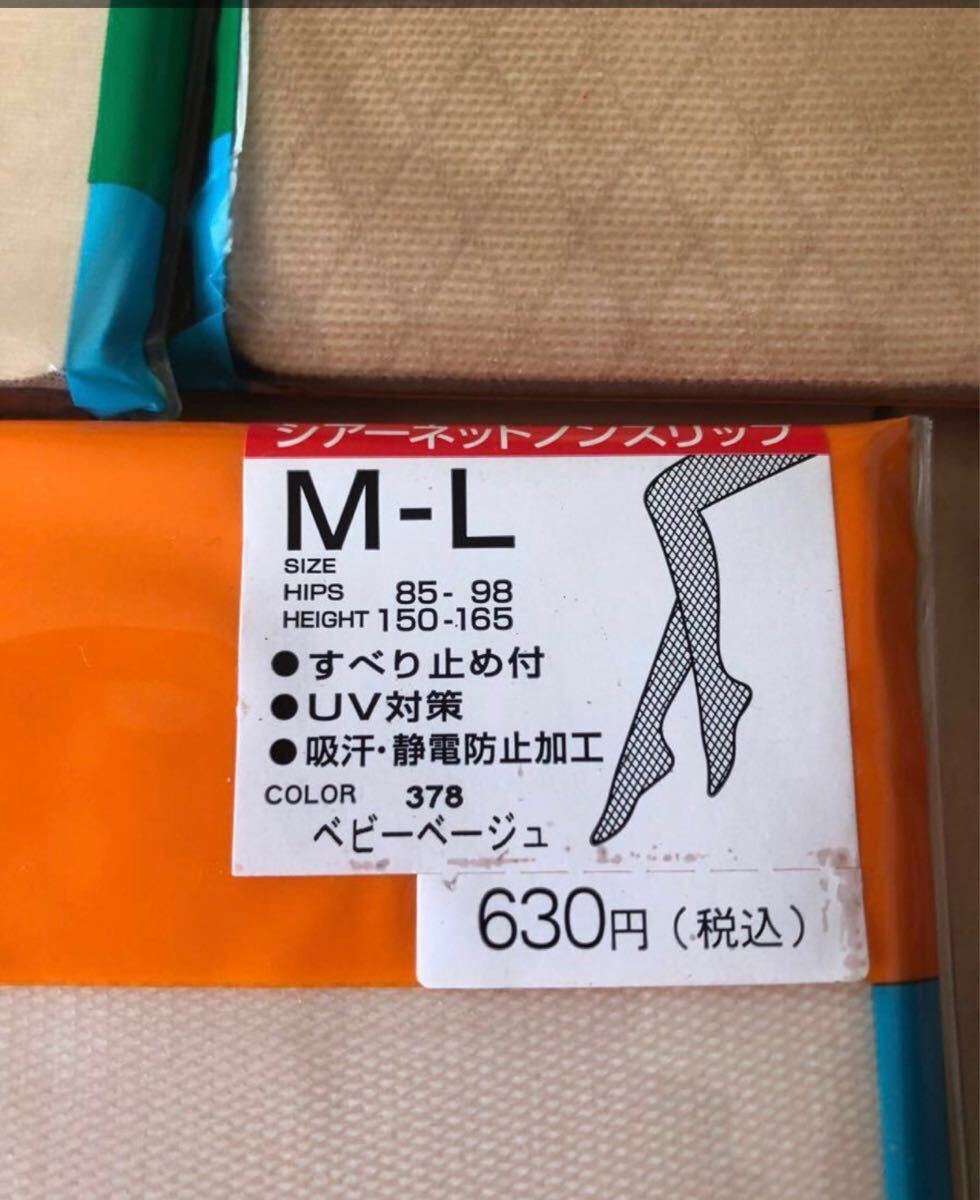 シアーネットノンスリップ
M-L
SIZE
HIPS 85-98
HEIGHT 150-165
●すべり止め付
●UV対策
●吸汗・静電防止加工
COLOR 378
ベビーベージュ
630円（税込）